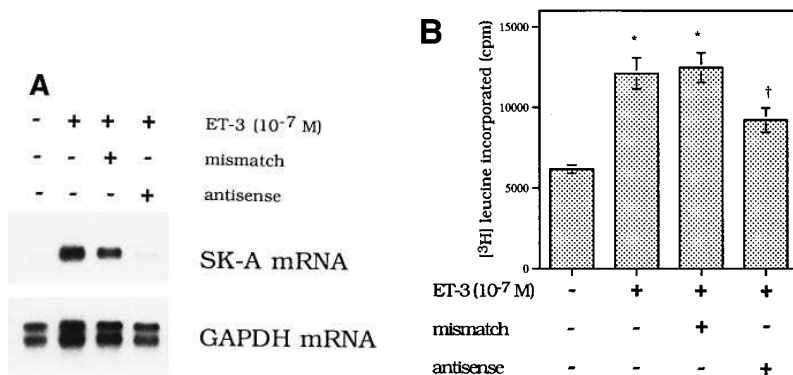 A
- + + + ET-3 (10-7 M)
- - + - mismatch
- - - + antisense
SK-A mRNA
GAPDH mRNA
B
[3H] leucine incorporated (cpm)
15000
10000
5000
0
* * †
ET-3 (10-7 M) - + + +
mismatch - - + -
antisense - - - +